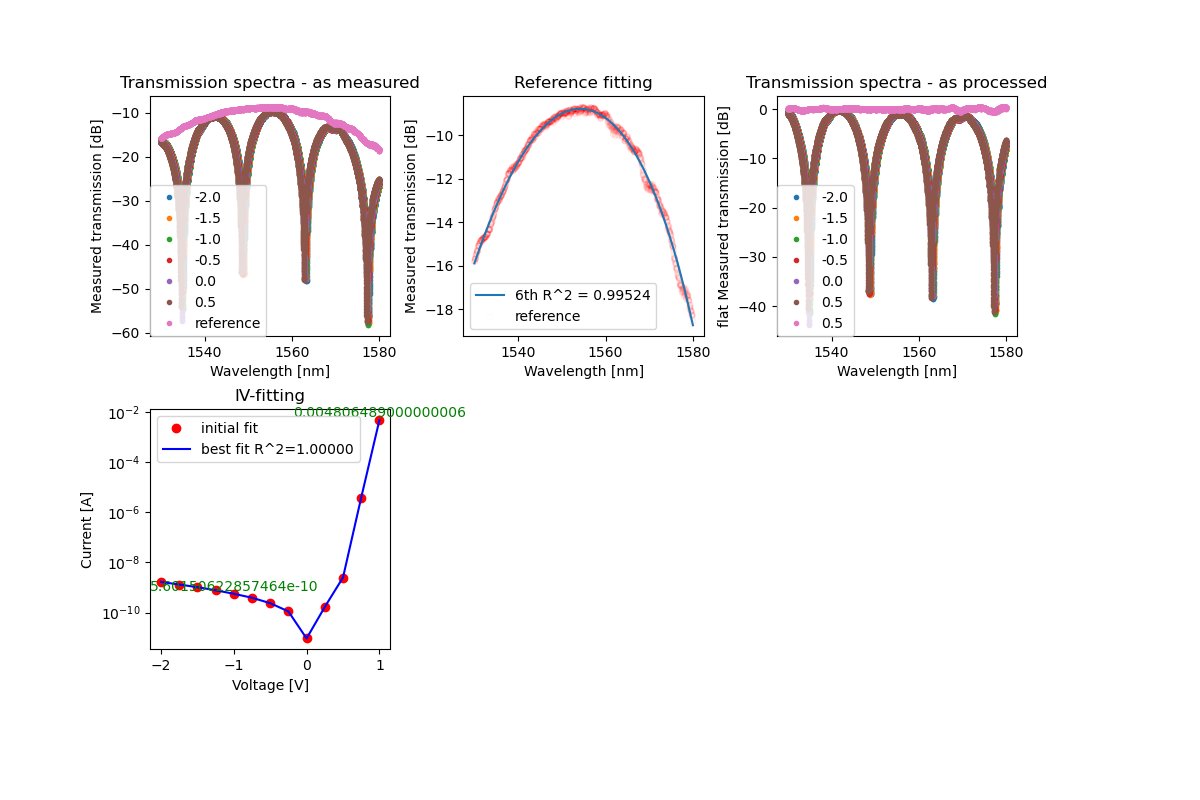 Transmission spectra - as measured
Measured transmission [dB]
−10
−20
−30
−40
−50
−60
-2.0
-1.5
-1.0
-0.5
0.0
0.5
reference
1540
1560
1580
Wavelength [nm]
Reference fitting
Measured transmission [dB]
−10
−12
−14
−16
−18
6th R^2 = 0.99524
reference
1540
1560
1580
Wavelength [nm]
Transmission spectra - as processed
flat Measured transmission [dB]
0
−10
−20
−30
−40
-2.0
-1.5
-1.0
-0.5
0.0
0.5
0.5
1540
1560
1580
Wavelength [nm]
IV-fitting
0.004806489000000006
Current [A]
10−2
10−4
10−6
10−8
10−10
initial fit
best fit R^2=1.00000
−2
−1
0
1
Voltage [V]